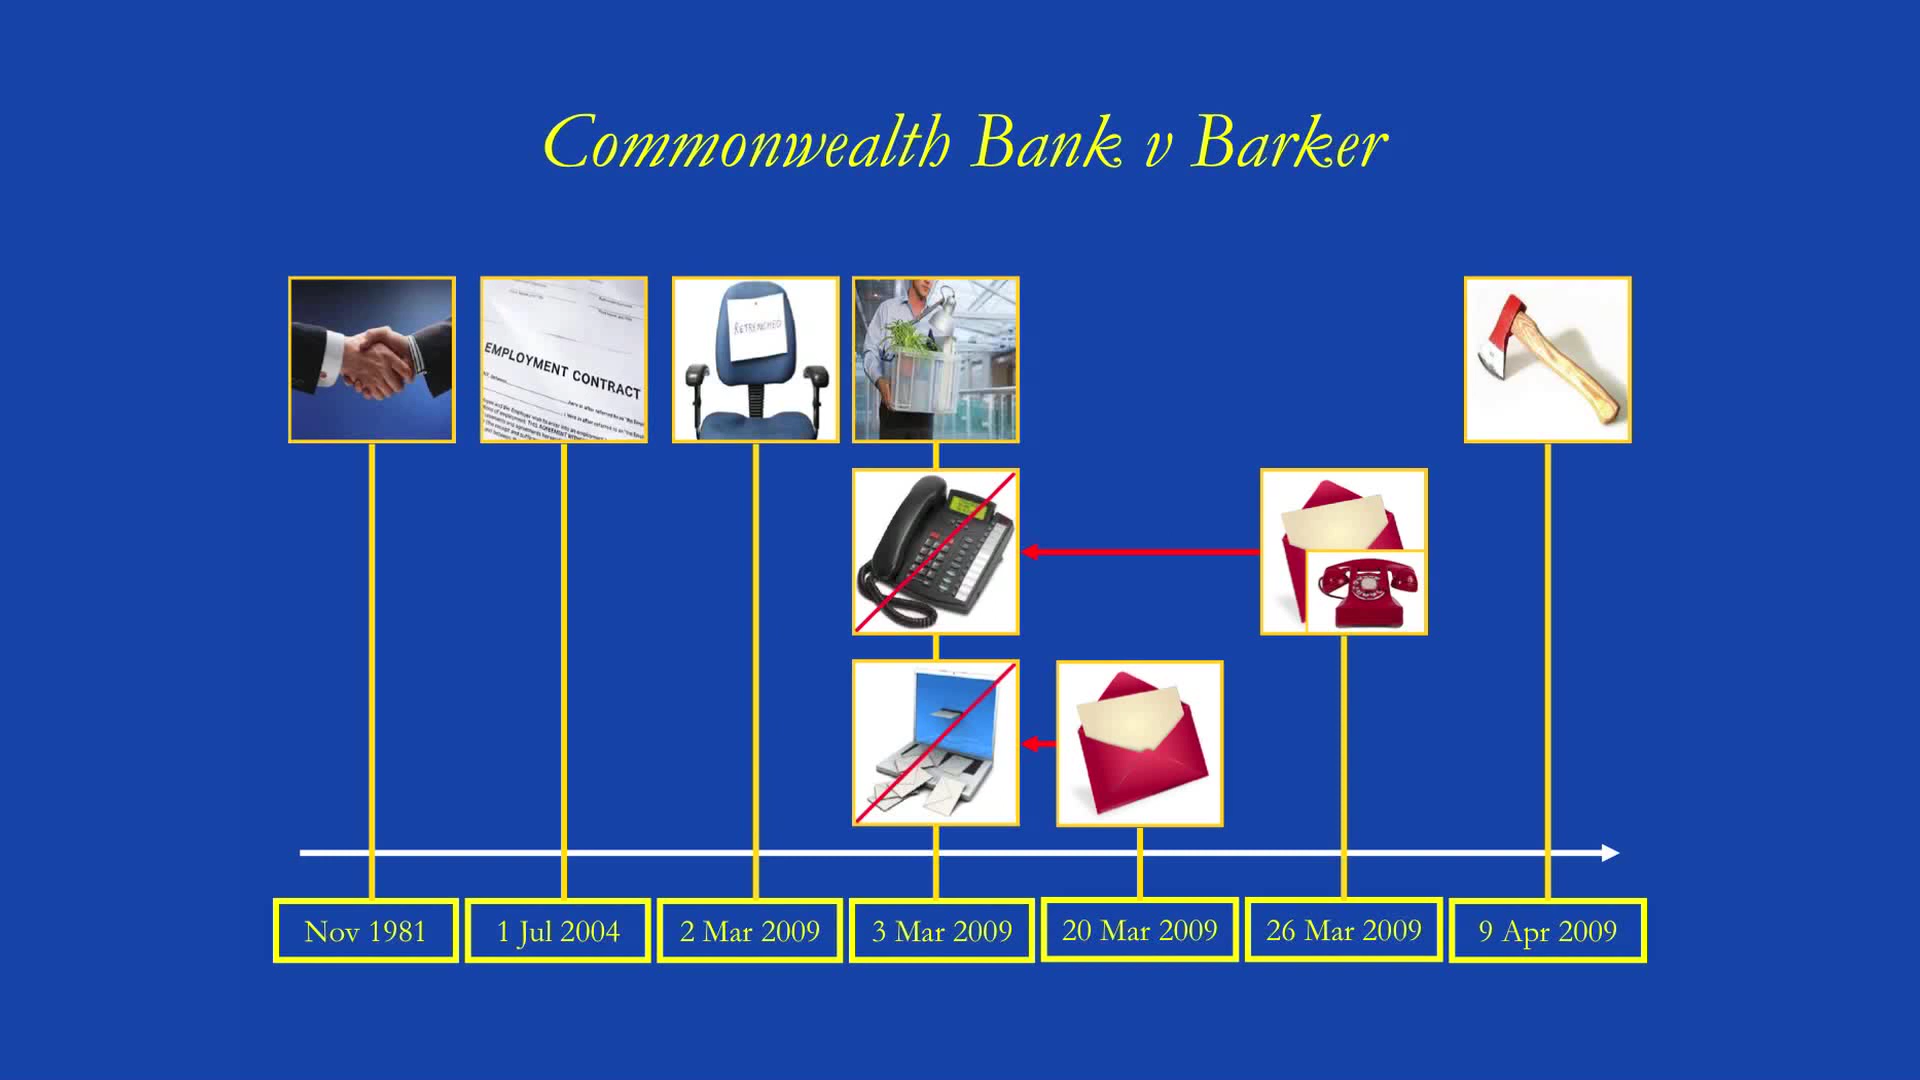 Commonwealth Bank v Barker
EMPLOYMENT CONTRACT
RETRENCHED
Nov 1981
1 Jul 2004
2 Mar 2009
3 Mar 2009
20 Mar 2009
26 Mar 2009
9 Apr 2009